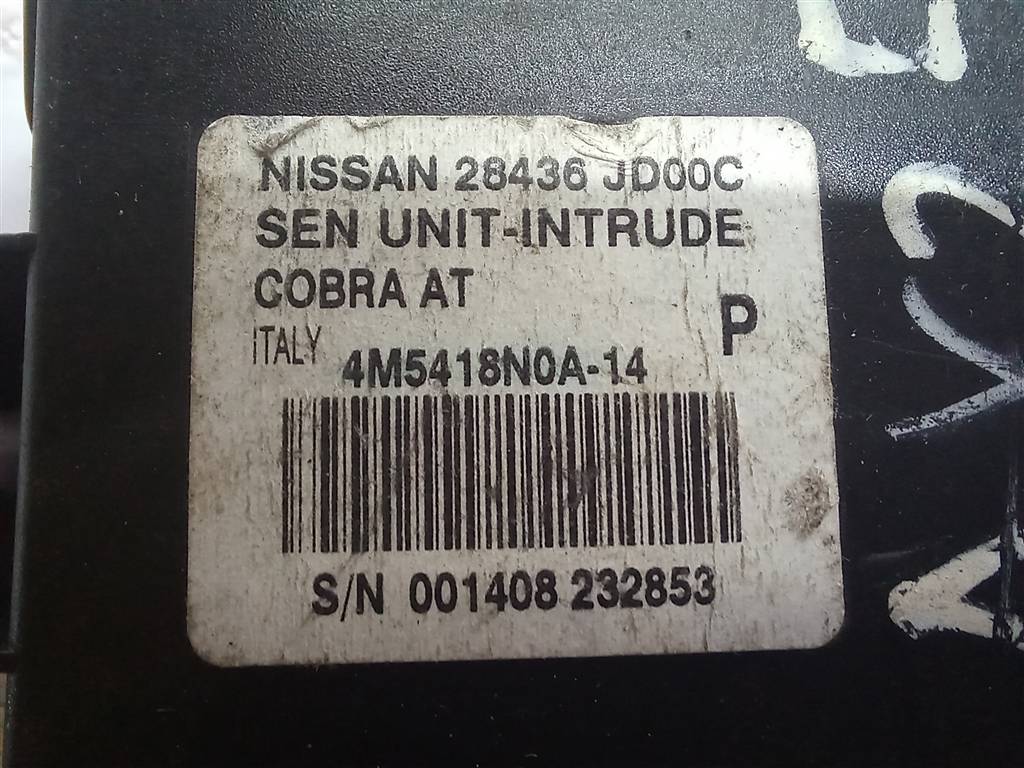 NISSAN 28436 JD00C
SEN UNIT-INTRUDE
COBRA AT
P
ITALY 4M5418N0A-14
S/N 001408 232853